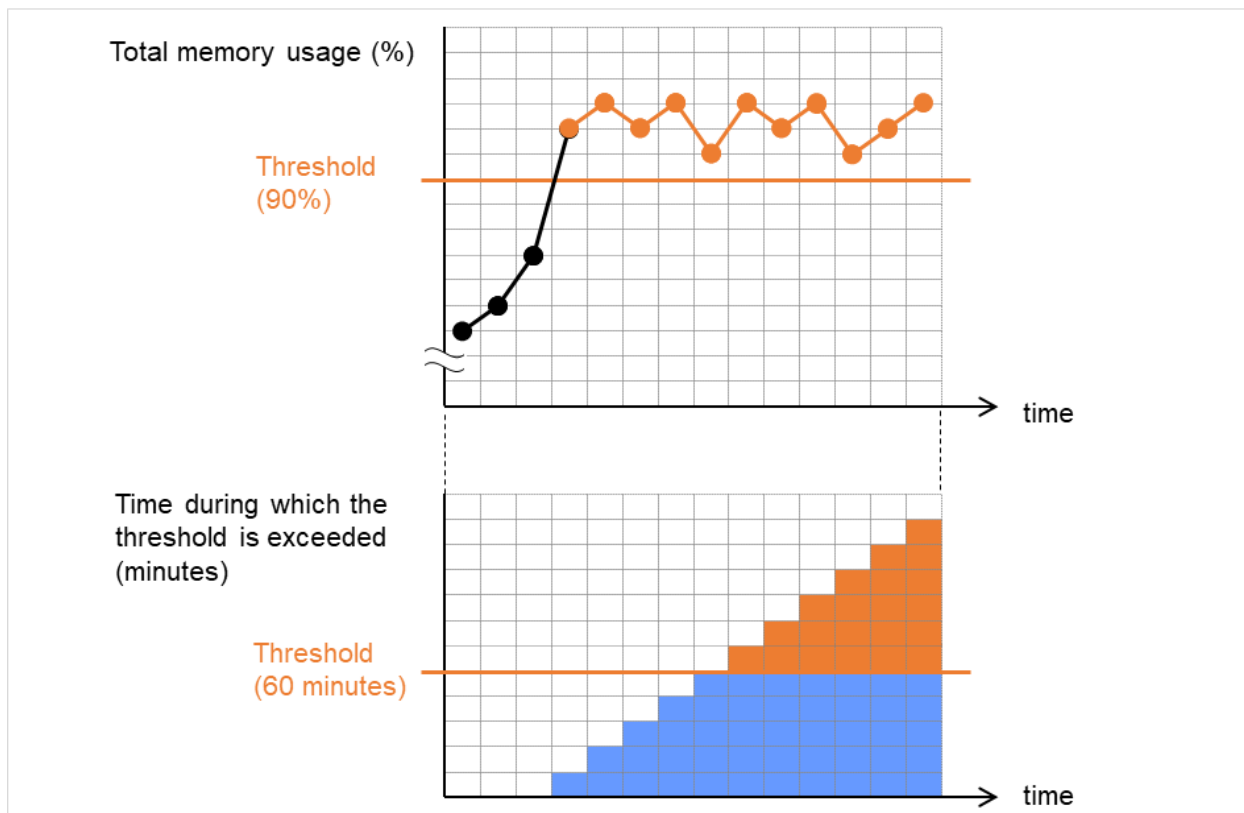 Total memory usage (%)
Threshold
(90%)
time
Time during which the
threshold is exceeded
(minutes)
Threshold
(60 minutes)
time